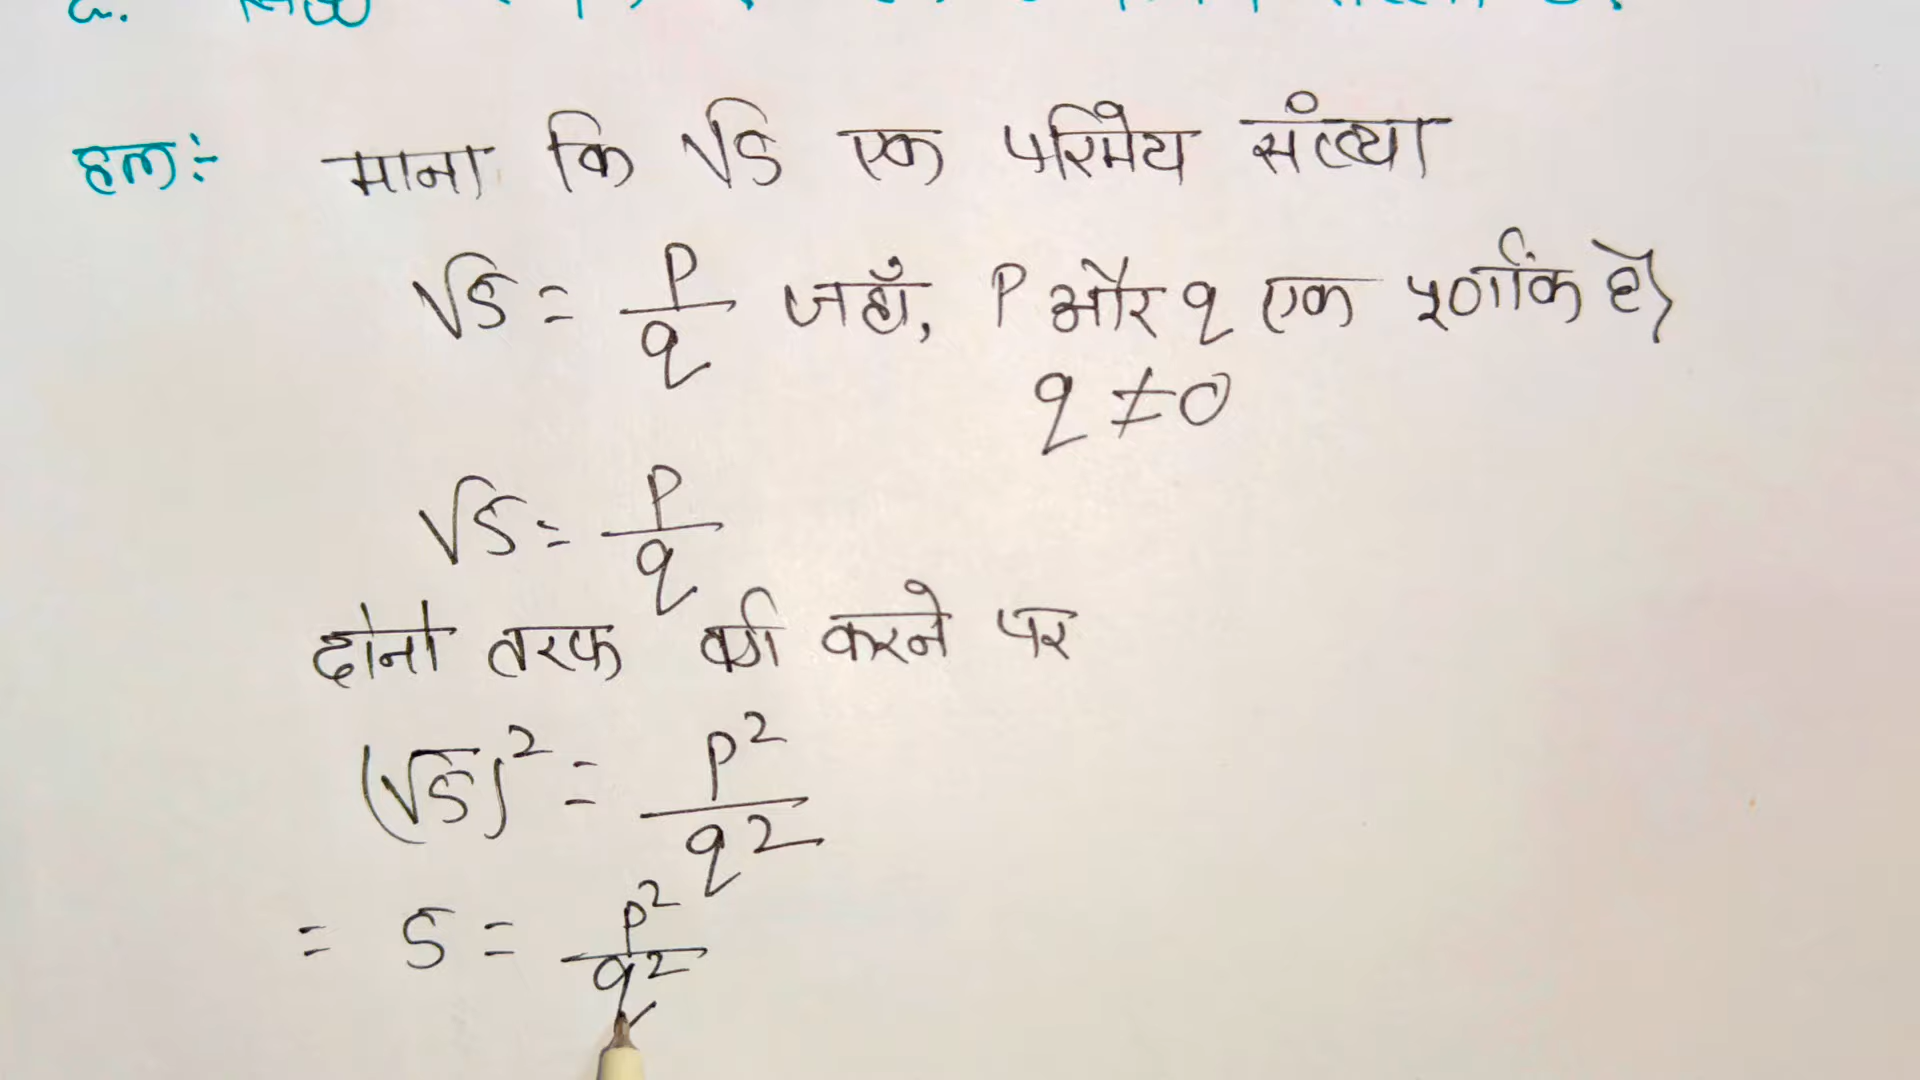 हल:-
माना कि √5 एक परिमेय संख्या
√5 = p/q जहाँ, P और q एक पूर्णांक है,
q ≠ 0
√5 = p/q
दोनो तरफ वर्ग करने पर
(√5)² = p²/q²
= 5 = p²/q²